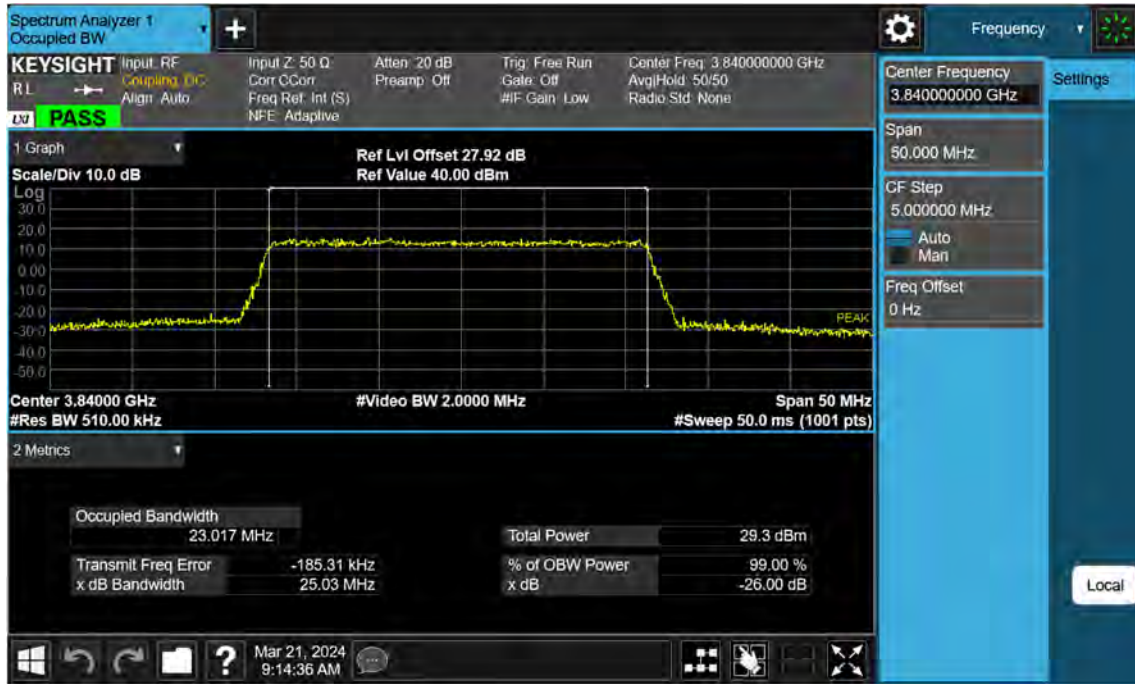 Spectrum Analyzer 1
Occupied BW
Frequency
KEYSIGHT
R L
LXI PASS
Input: RF
Coupling: DC
Align: Auto
Input Z: 50 Ω
Corr CCorr
Freq Ref: Int (S)
NFE: Adaptive
Atten: 20 dB
Preamp: Off
Trig: Free Run
Gate: Off
#IF Gain: Low
Center Freq: 3.840000000 GHz
Avg|Hold: 50/50
Radio Std: None
Center Frequency
3.840000000 GHz
Settings
Span
50.000 MHz
CF Step
5.000000 MHz
Auto
Man
Freq Offset
0 Hz
1 Graph
Scale/Div 10.0 dB
Ref Lvl Offset 27.92 dB
Ref Value 40.00 dBm
Log
30.0
20.0
10.0
0.00
-10.0
-20.0
-30.0
-40.0
-50.0
PEAK
Center 3.84000 GHz
#Video BW 2.0000 MHz
Span 50 MHz
#Res BW 510.00 kHz
#Sweep 50.0 ms (1001 pts)
2 Metrics
Occupied Bandwidth
23.017 MHz
Total Power 29.3 dBm
Transmit Freq Error -185.31 kHz
% of OBW Power 99.00 %
x dB Bandwidth 25.03 MHz
x dB -26.00 dB
Local
Mar 21, 2024
9:14:36 AM